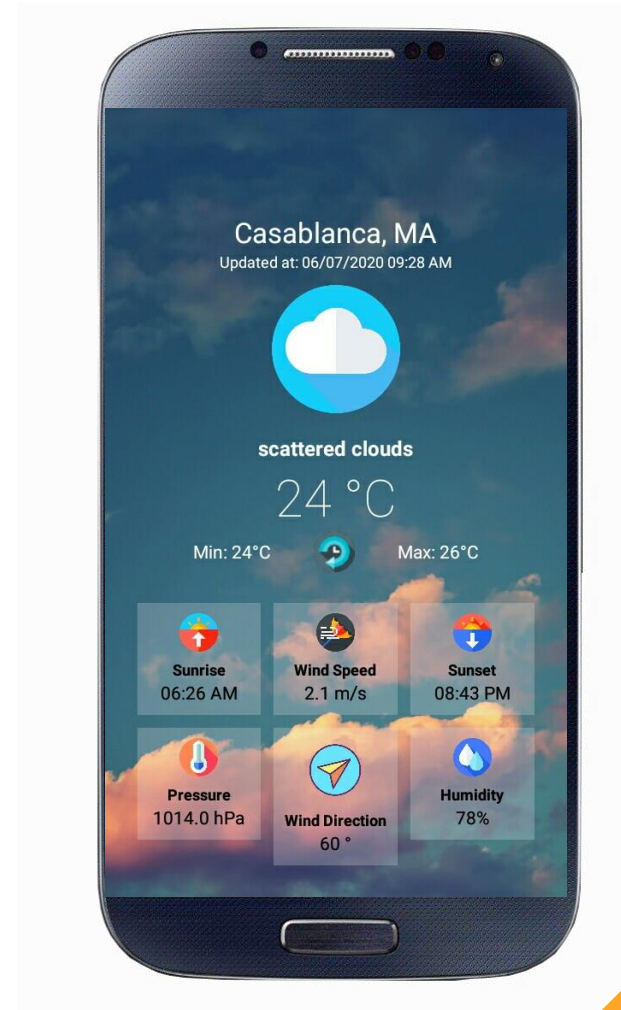 Casablanca, MA
Updated at: 06/07/2020 09:28 AM
scattered clouds
24 °C
Min: 24°C
Max: 26°C
Sunrise
06:26 AM
Wind Speed
2.1 m/s
Sunset
08:43 PM
Pressure
1014.0 hPa
Wind Direction
60 °
Humidity
78%